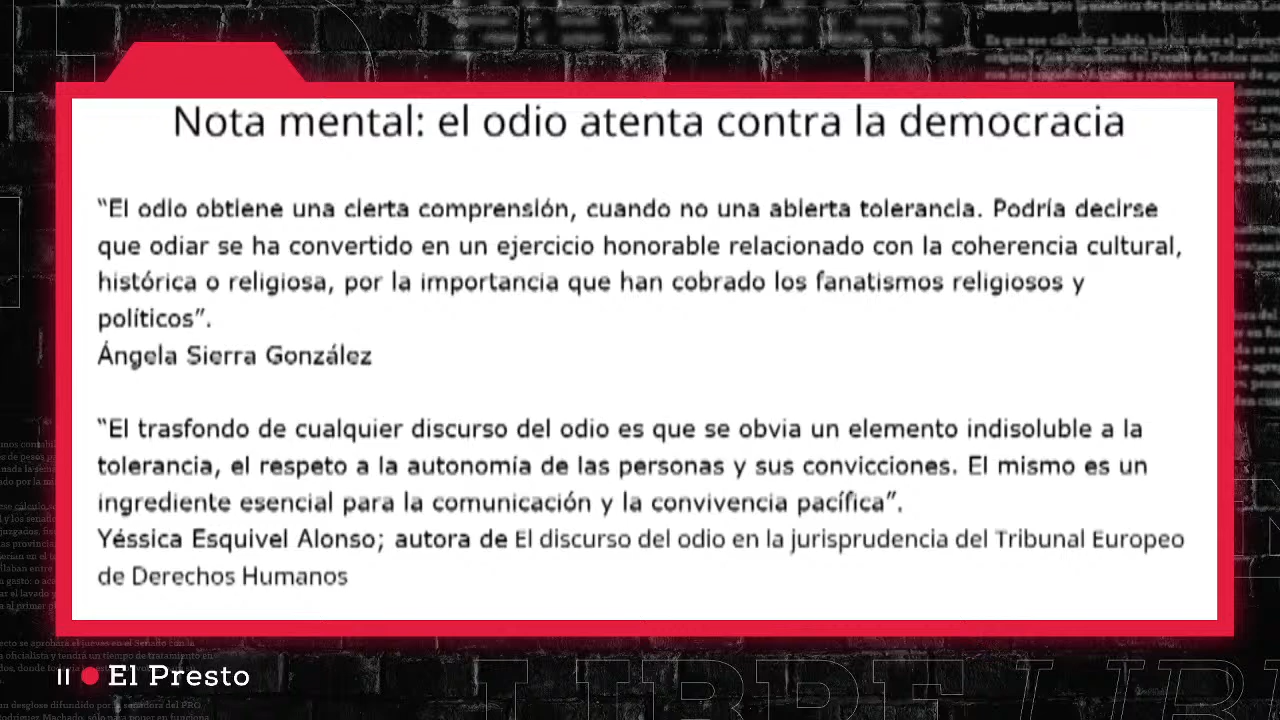 Nota mental: el odio atenta contra la democracia
“El odio obtiene una cierta comprensión, cuando no una abierta tolerancia. Podría decirse
que odiar se ha convertido en un ejercicio honorable relacionado con la coherencia cultural,
histórica o religiosa, por la importancia que han cobrado los fanatismos religiosos y
políticos”.
Ángela Sierra González
“El trasfondo de cualquier discurso del odio es que se obvia un elemento indisoluble a la
tolerancia, el respeto a la autonomía de las personas y sus convicciones. El mismo es un
ingrediente esencial para la comunicación y la convivencia pacífica”.
Yéssica Esquivel Alonso; autora de El discurso del odio en la jurisprudencia del Tribunal Europeo
de Derechos Humanos
El Presto
LIBRE LIBR